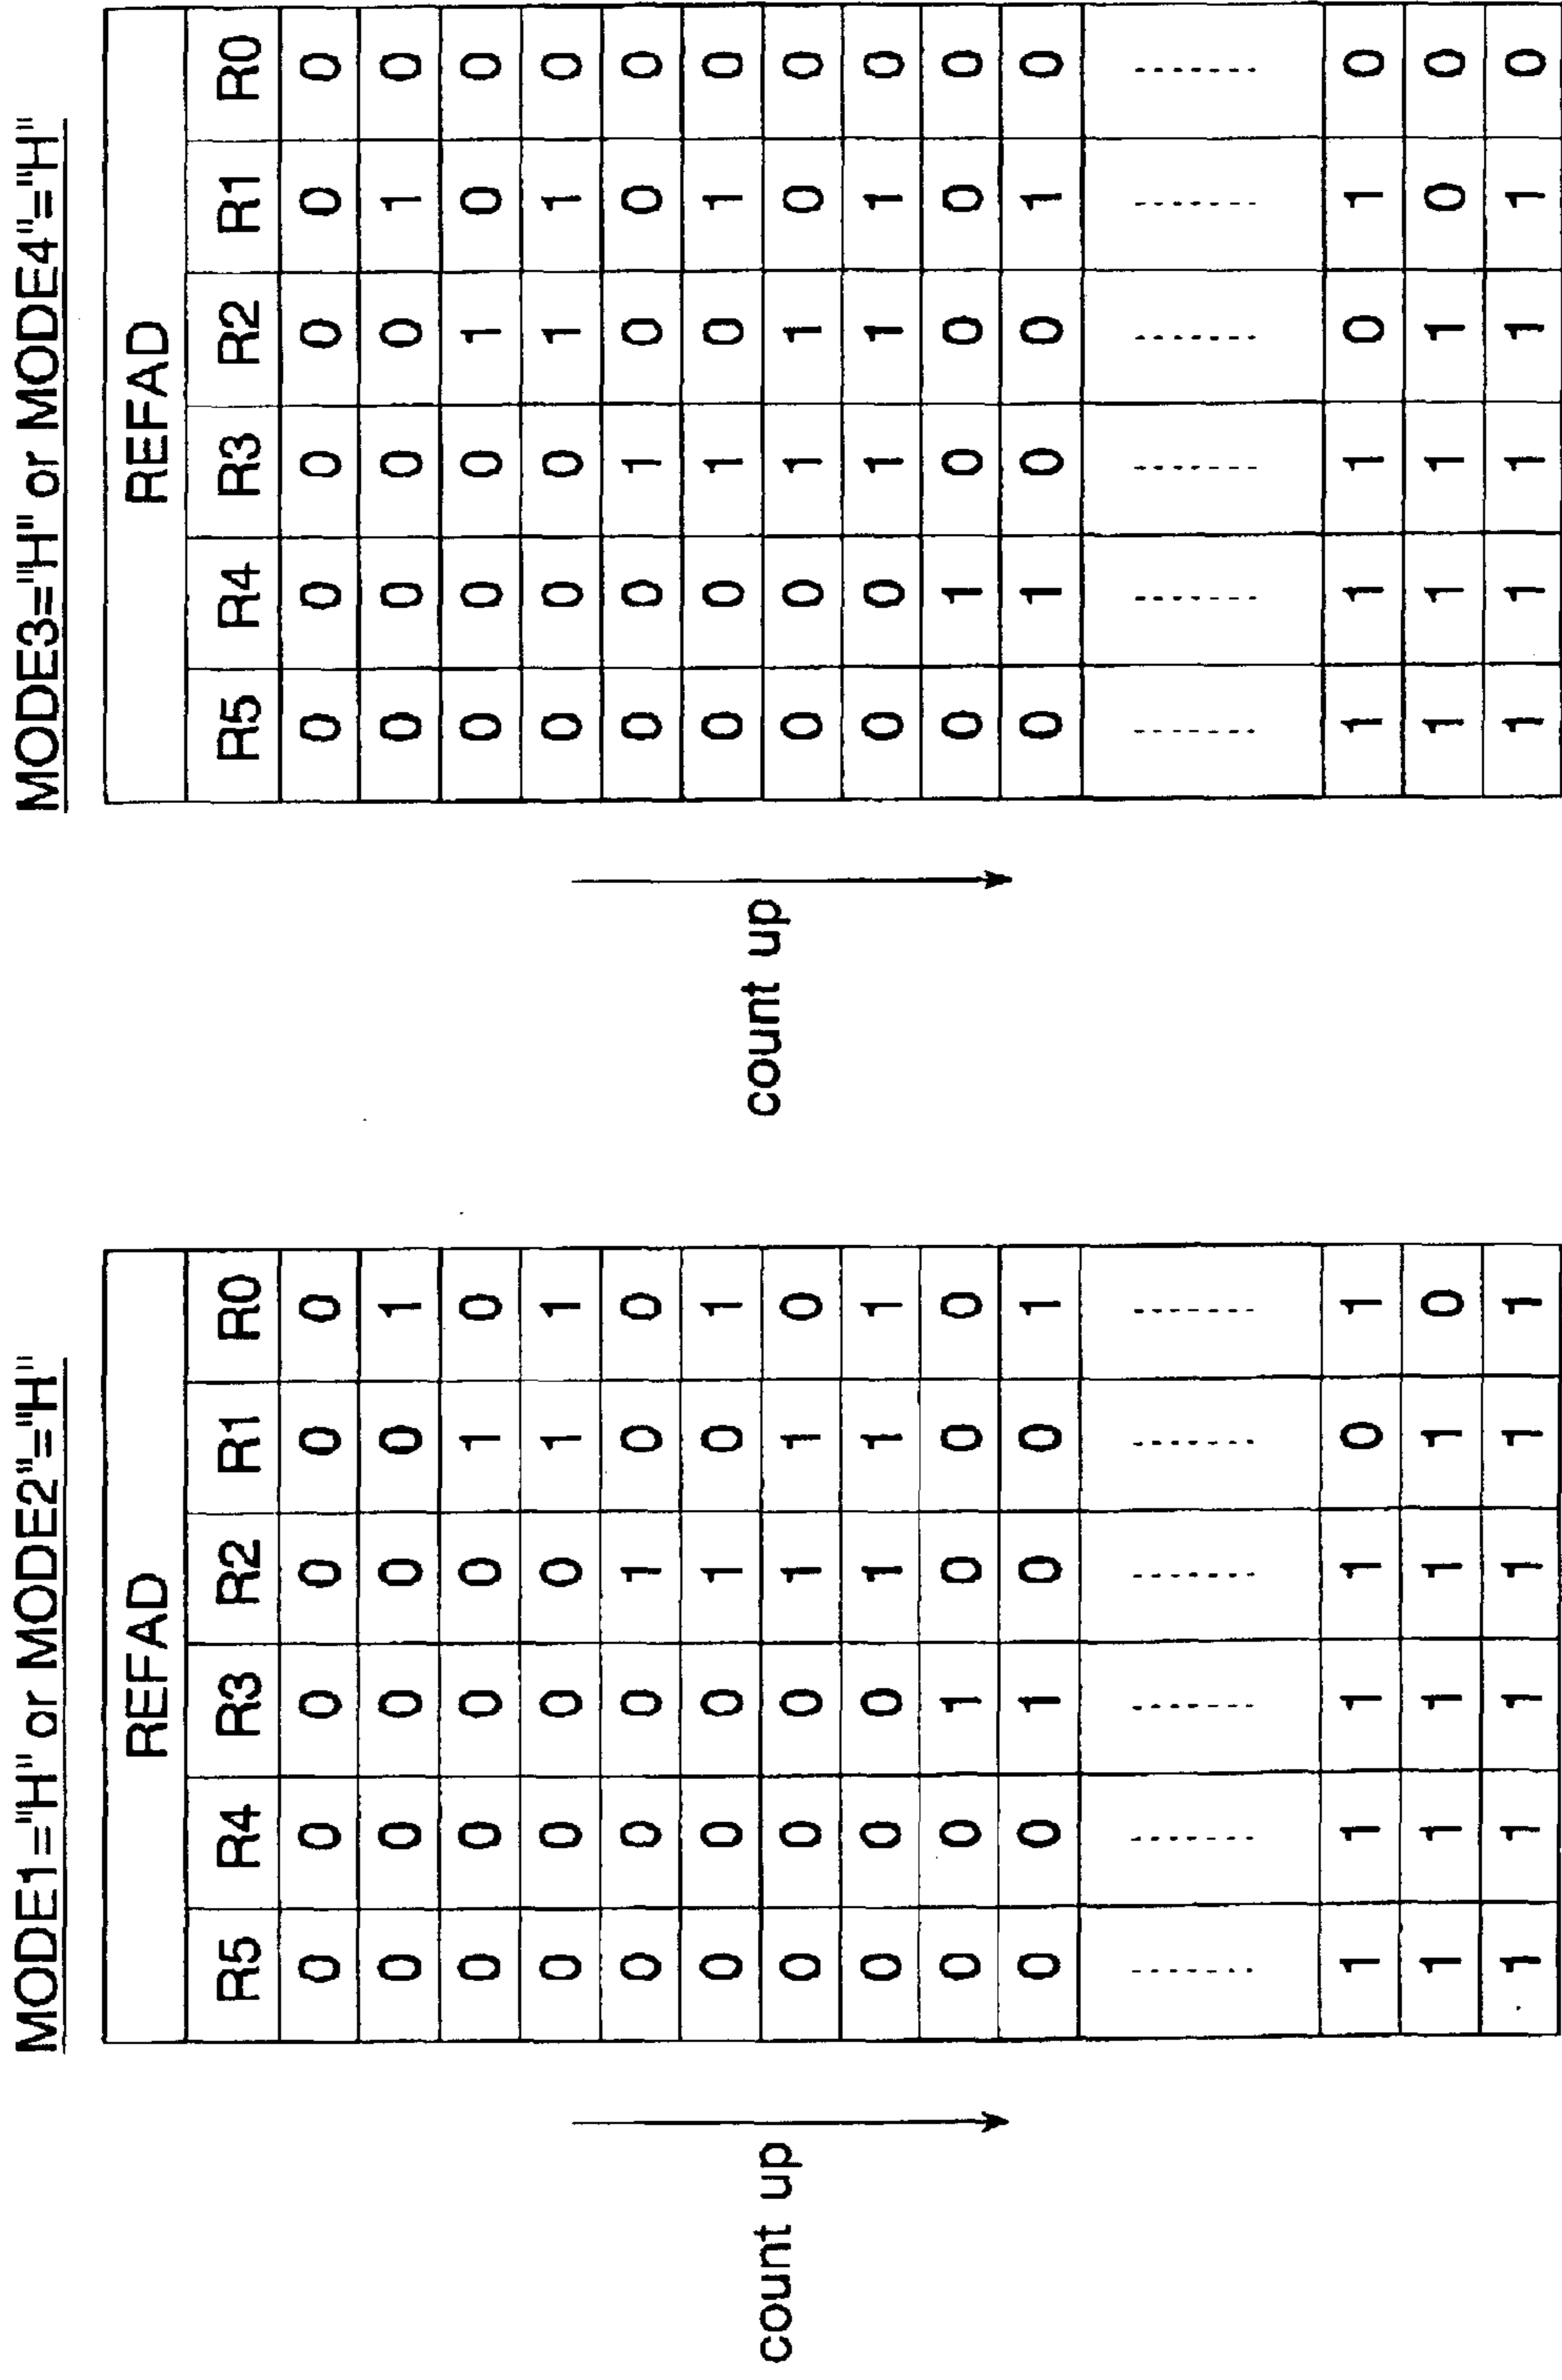 MODE1="H" or MODE2"="H"
REFAD
R5 R4 R3 R2 R1 R0
0 0 0 0 0 0
0 0 0 0 0 1
0 0 0 0 1 0
0 0 0 0 1 1
0 0 0 1 0 0
0 0 0 1 0 1
0 0 0 1 1 0
0 0 0 1 1 1
0 0 1 0 0 0
0 0 1 0 0 1
1 1 1 1 0 1
1 1 1 1 1 0
1 1 1 1 1 1
count up
MODE3="H" or MODE4"="H"
REFAD
R5 R4 R3 R2 R1 R0
0 0 0 0 0 0
0 0 0 0 1 0
0 0 0 1 0 0
0 0 0 1 1 0
0 0 1 0 0 0
0 0 1 0 1 0
0 0 1 1 0 0
0 0 1 1 1 0
0 1 0 0 0 0
0 1 0 0 1 0
1 1 1 0 1 0
1 1 1 1 0 0
1 1 1 1 1 0
count up